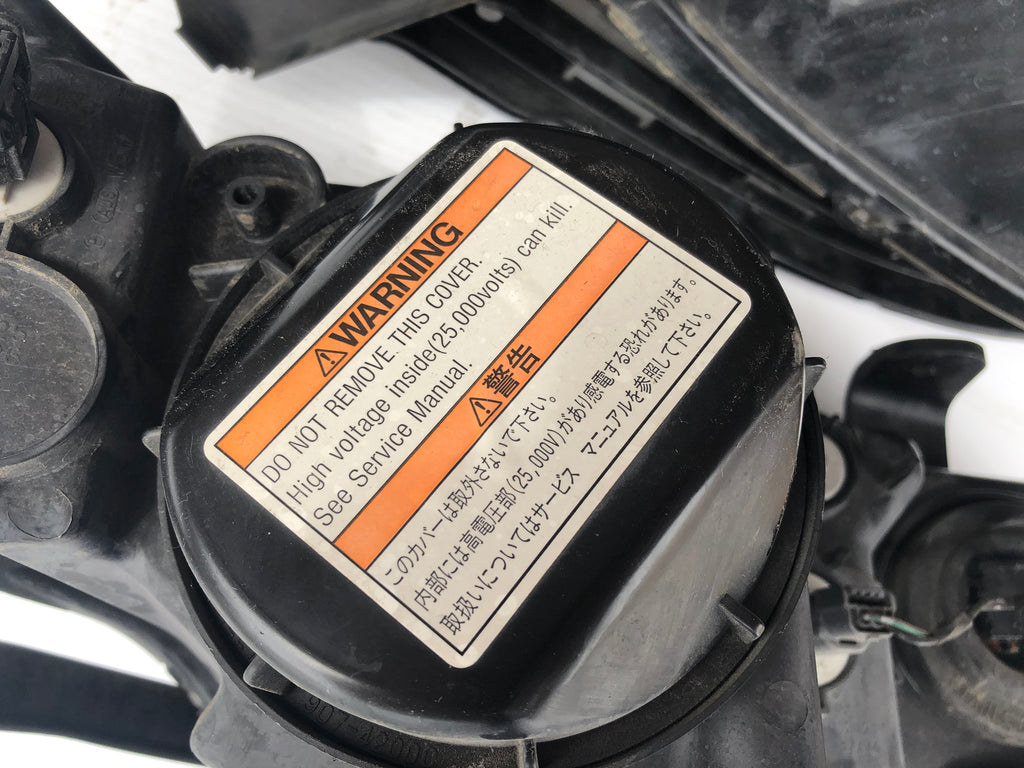 WARNING
DO NOT REMOVE THIS COVER.
High voltage inside(25,000volts) can kill.
See Service Manual.
警告
このカバーは取外さないで下さい。
内部には高電圧部(25,000V)があり感電する恐れがあります。
取扱いについてはサービス マニュアルを参照して下さい。